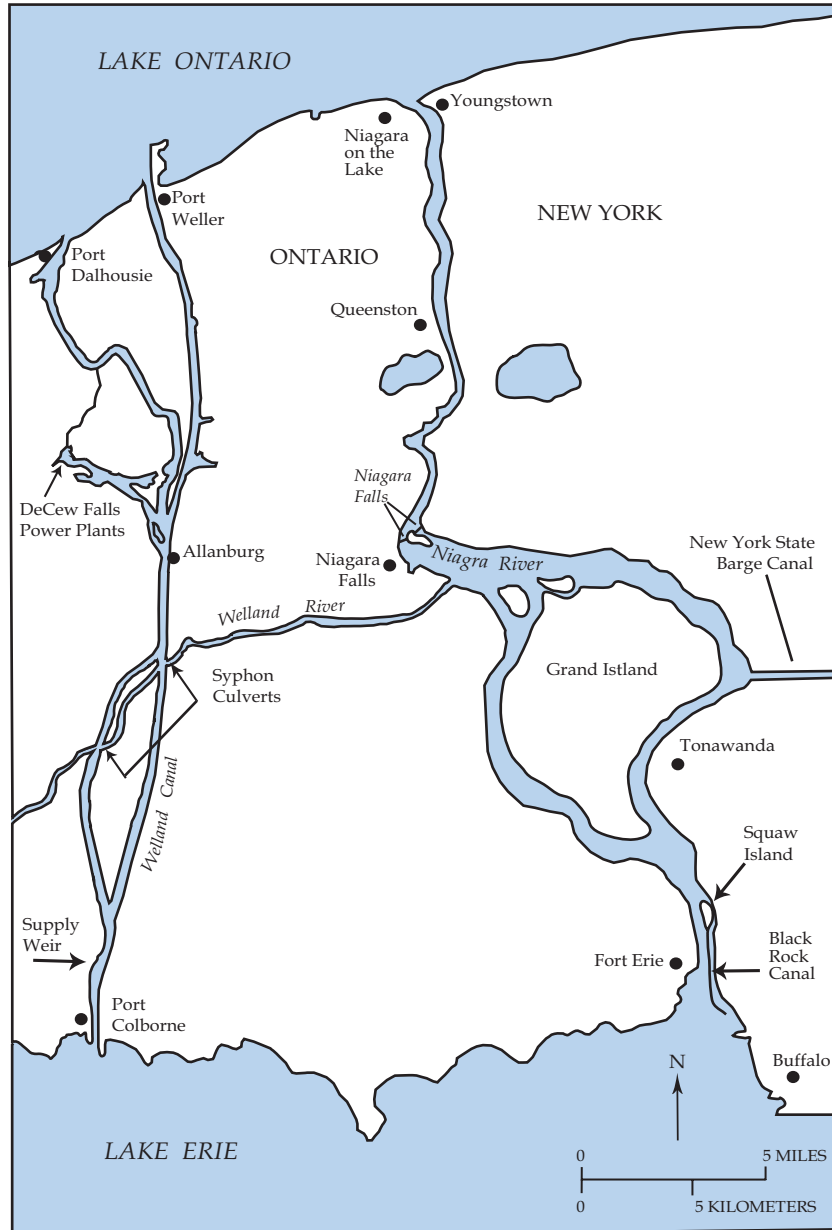 LAKE ONTARIO
Youngstown
Niagara
on the
Lake
Port
Weller
NEW YORK
Port
Dalhousie
ONTARIO
Queenston
Niagara
Falls
DeCew Falls
Power Plants
Allanburg
Niagara
Falls
Niagra River
New York State
Barge Canal
Welland
River
Syphon
Culverts
Grand Istland
Tonawanda
Welland Canal
Squaw
Island
Supply
Weir
Fort Erie
Black
Rock
Canal
Port
Colborne
Buffalo
N
LAKE ERIE
0 5 MILES
0 5 KILOMETERS